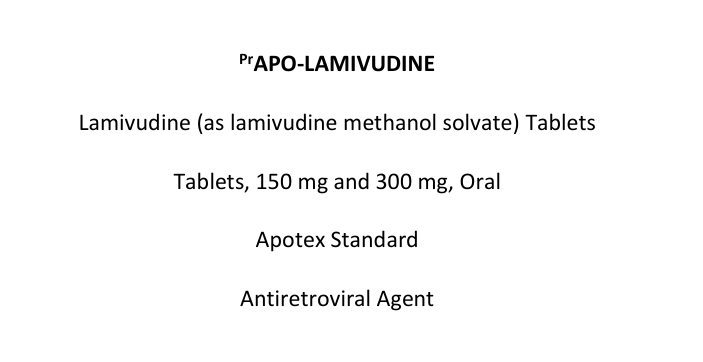 PrAPO-LAMIVUDINE
Lamivudine (as lamivudine methanol solvate) Tablets
Tablets, 150 mg and 300 mg, Oral
Apotex Standard
Antiretroviral Agent